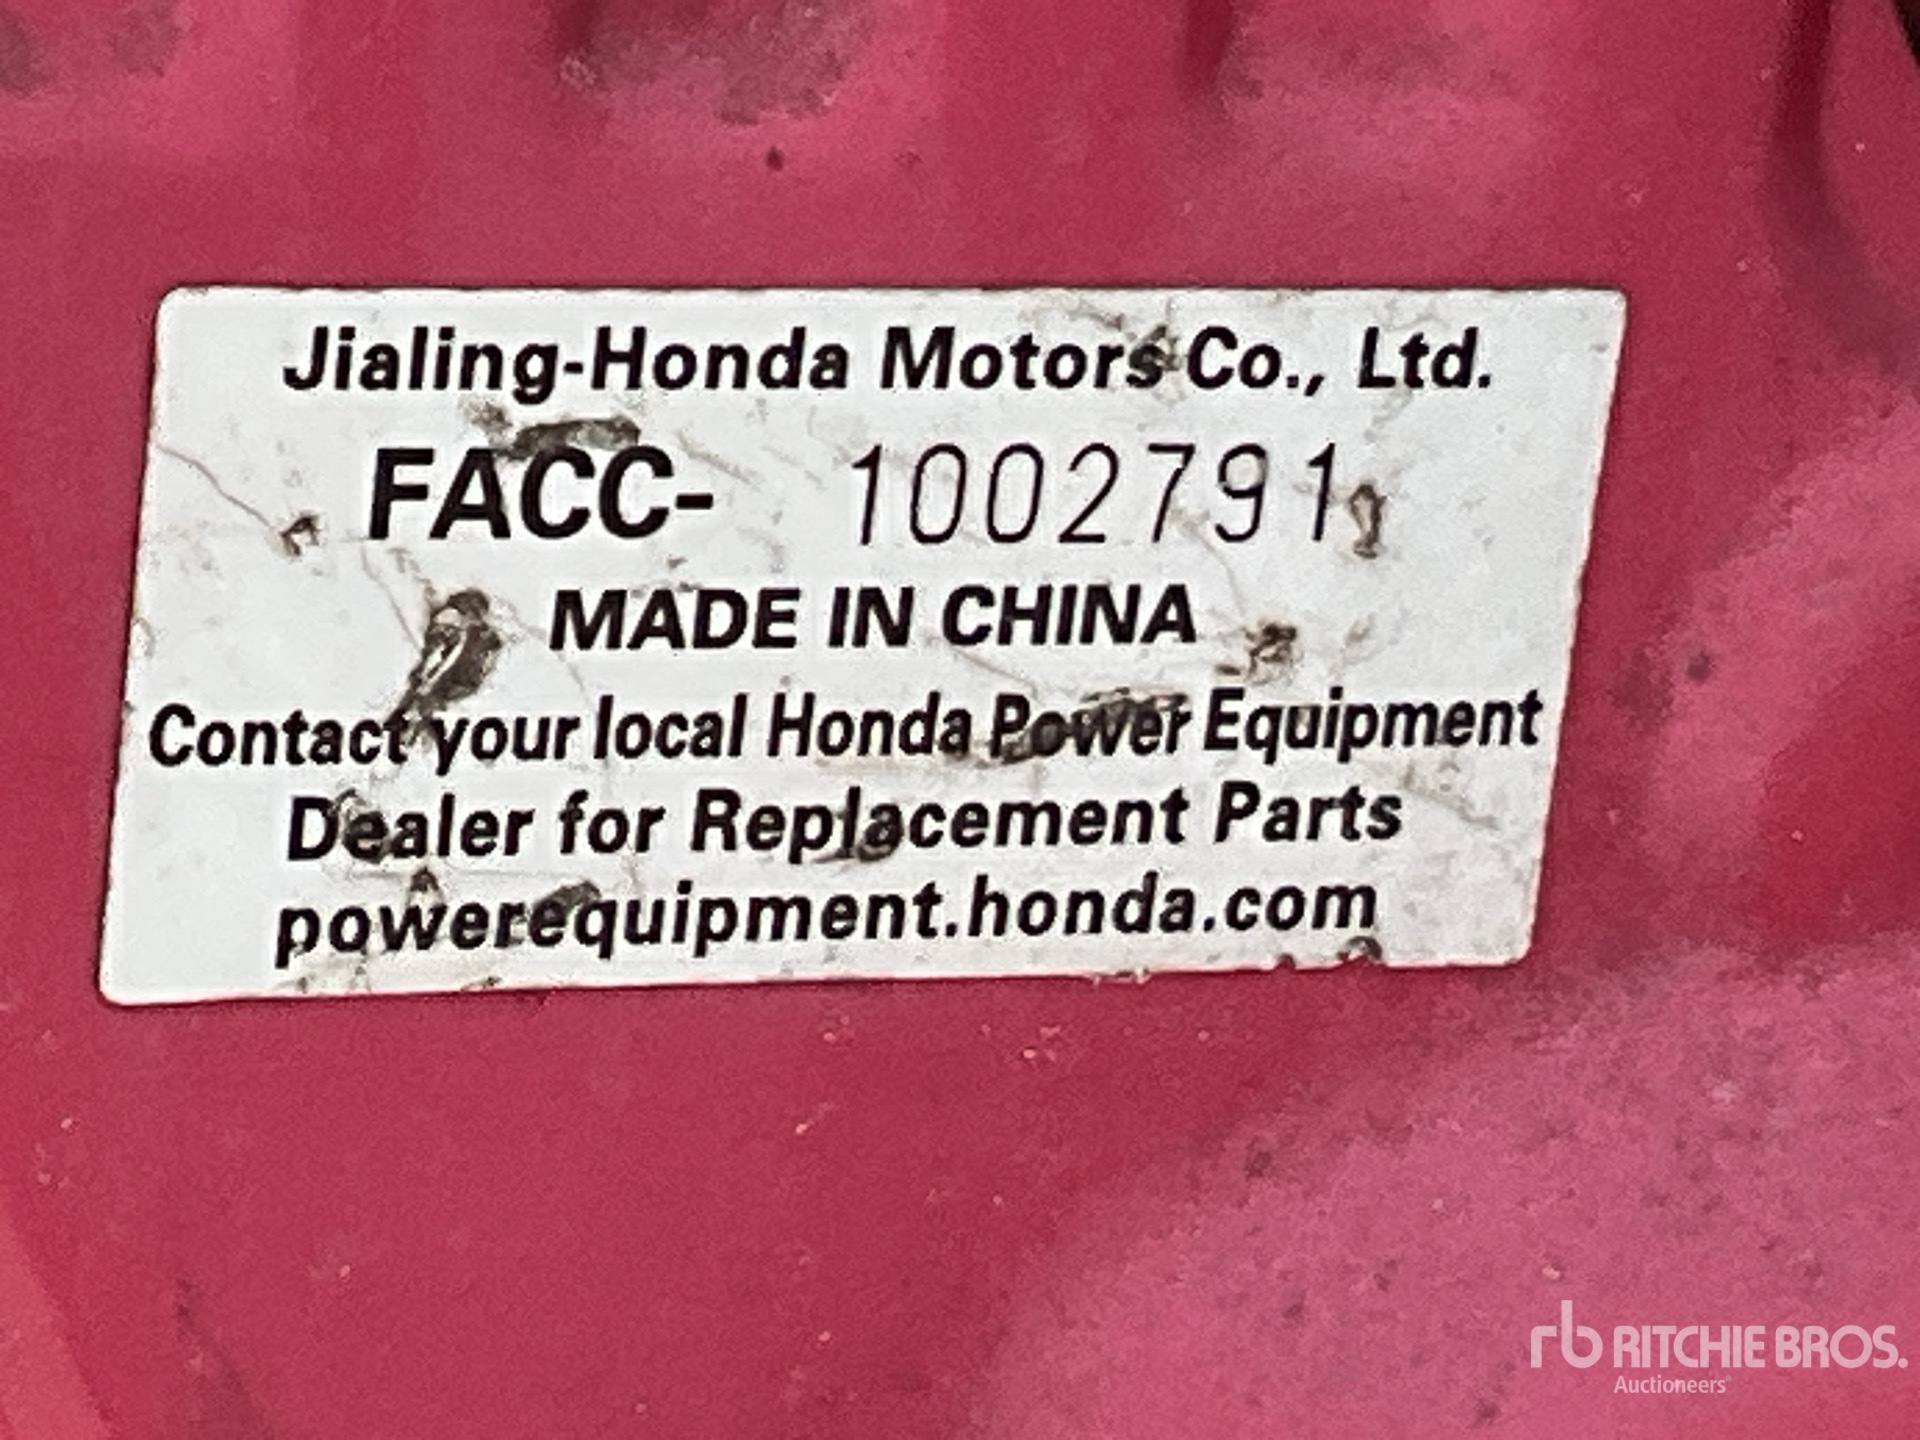 Jialing-Honda Motors Co., Ltd.
FACC- 1002791
MADE IN CHINA
Contact your local Honda Power Equipment
Dealer for Replacement Parts
powerequipment.honda.com
rb RITCHIE BROS.
Auctioneers